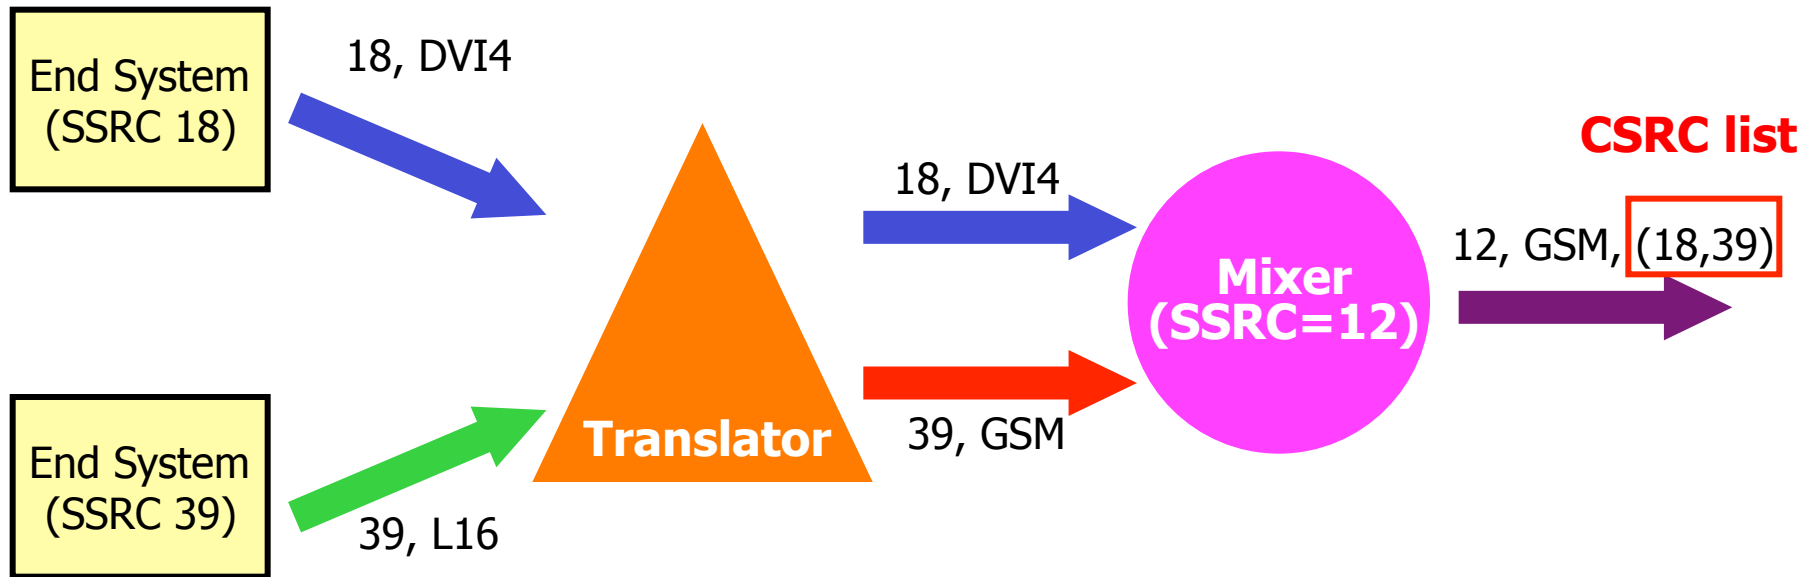 End System
(SSRC 18)
18, DVI4
End System
(SSRC 39)
39, L16
Translator
18, DVI4
39, GSM
Mixer
(SSRC=12)
CSRC list
12, GSM, (18,39)